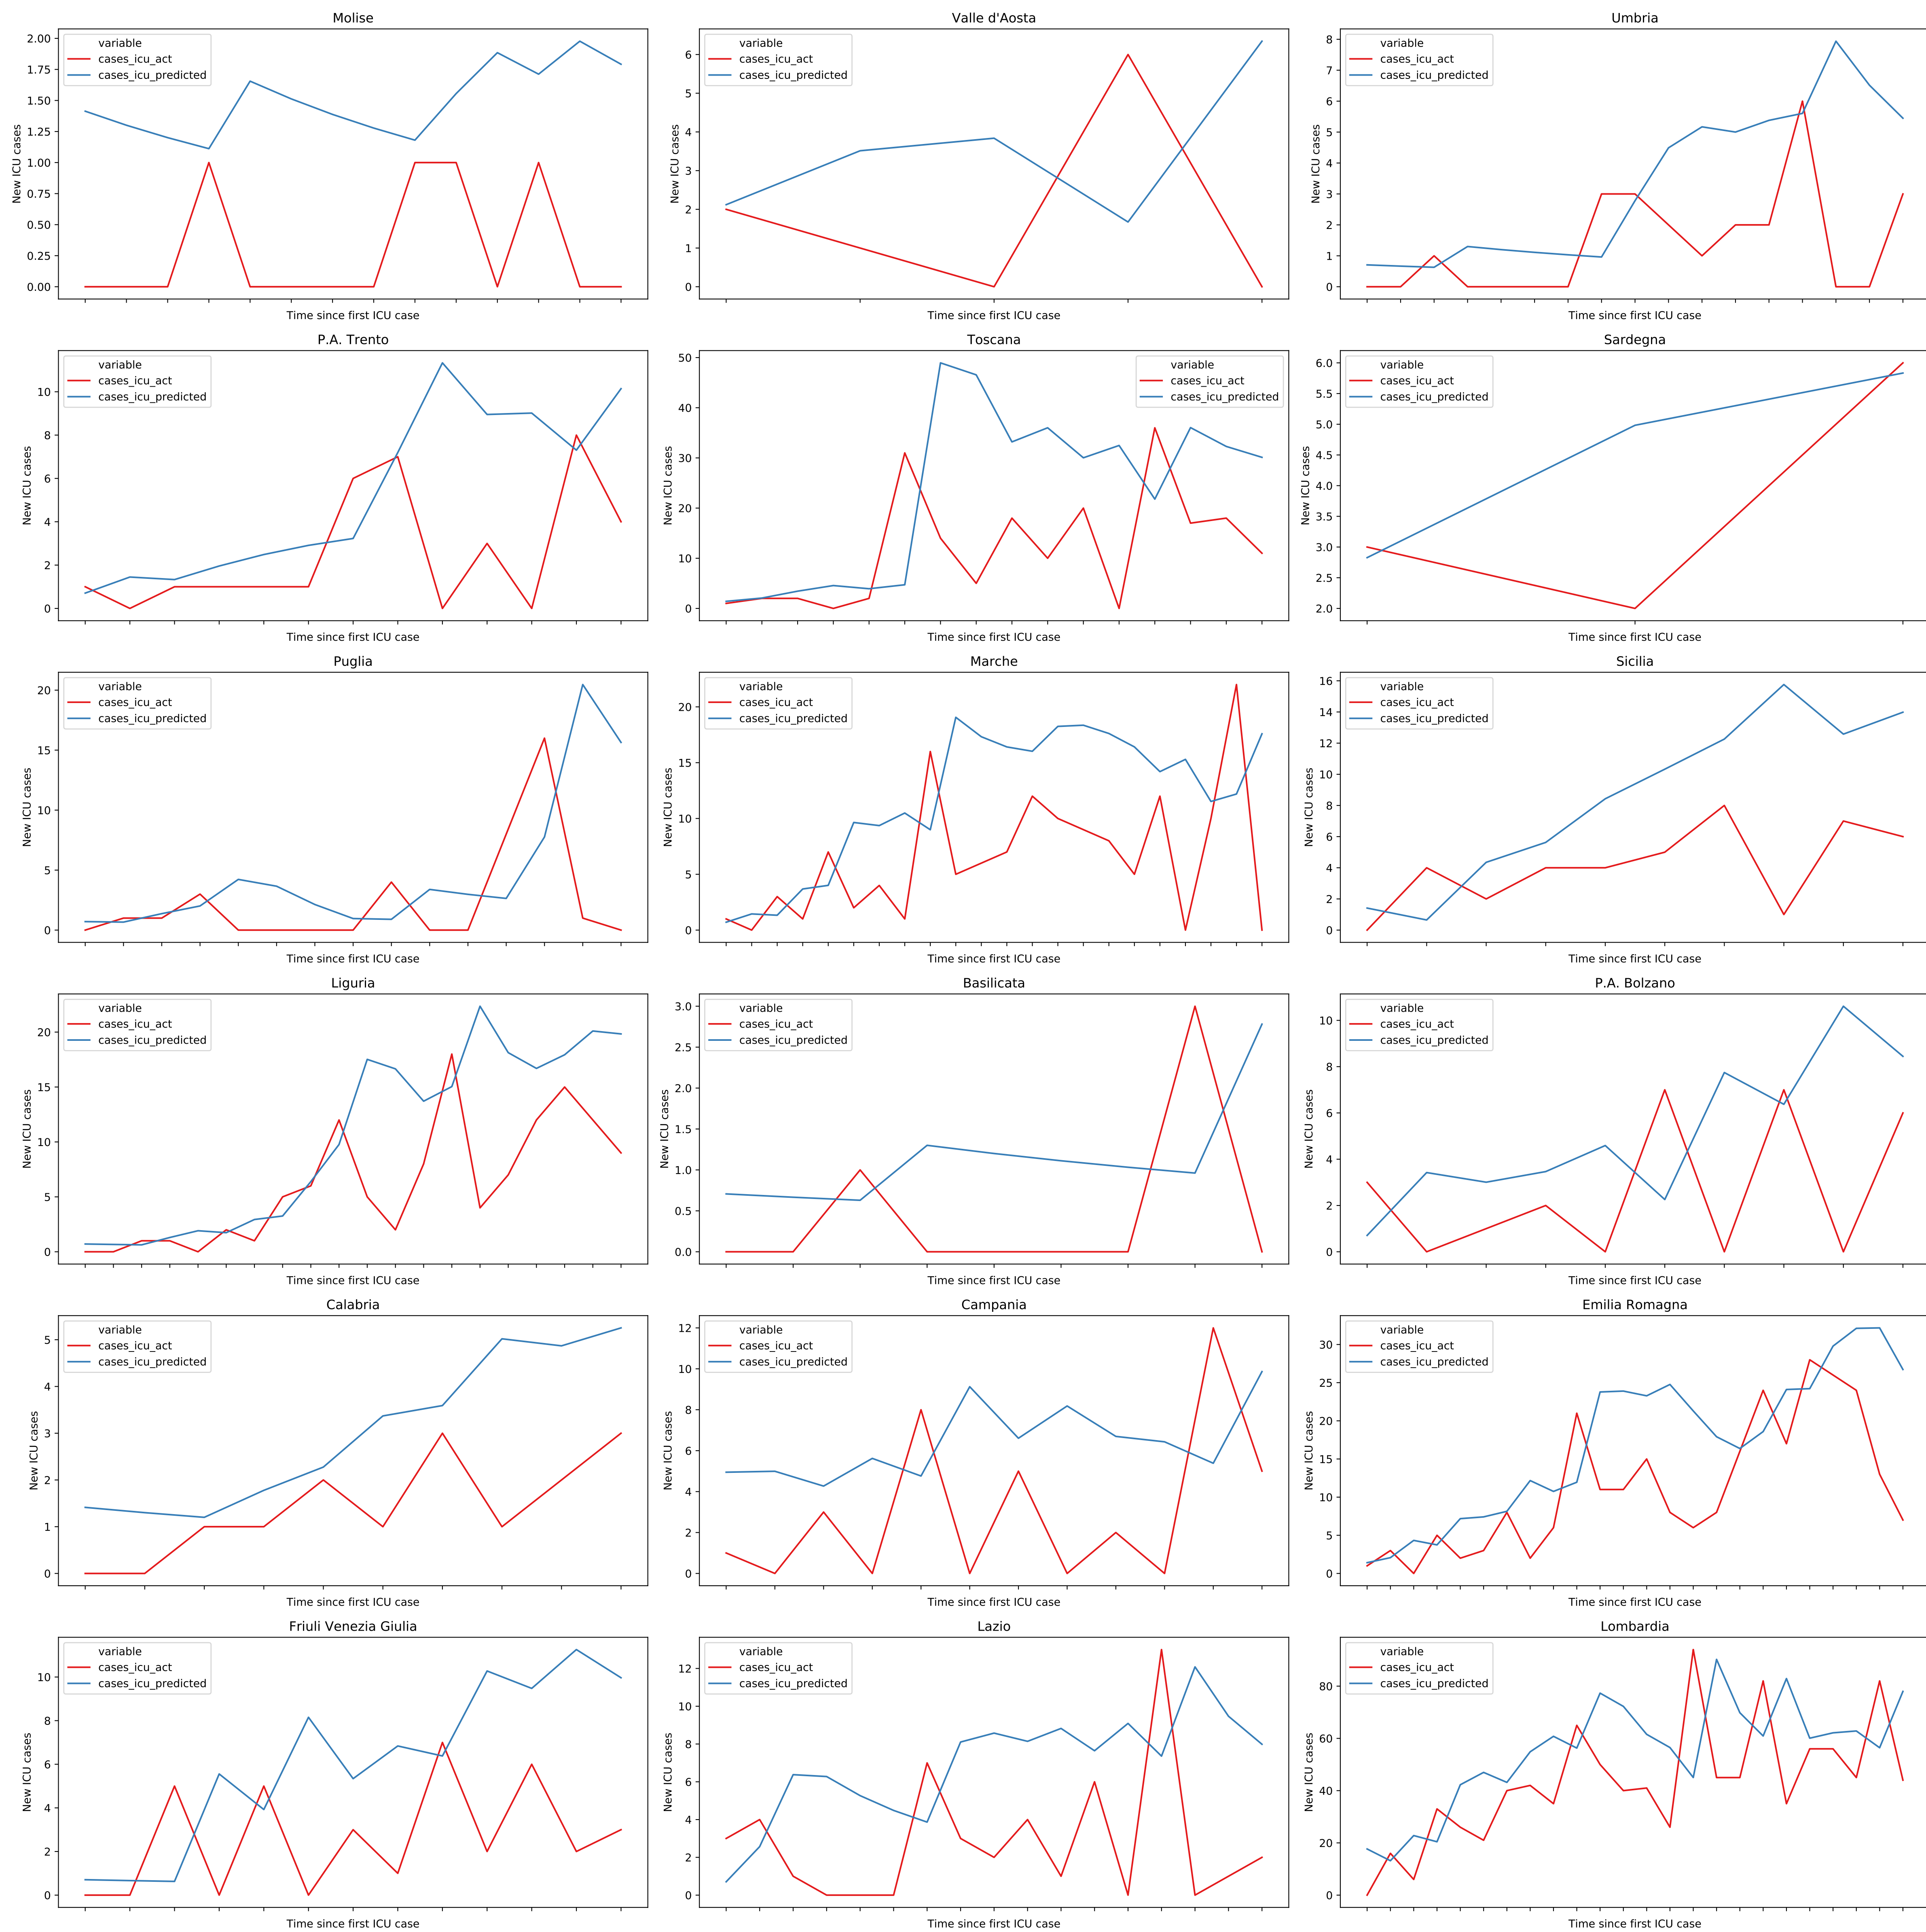 Molise
variable
cases_icu_act
cases_icu_predicted
2.00
1.75
1.50
1.25
1.00
0.75
0.50
0.25
0.00
New ICU cases
Time since first ICU case
Valle d'Aosta
variable
cases_icu_act
cases_icu_predicted
6
5
4
3
2
1
0
New ICU cases
Time since first ICU case
Umbria
variable
cases_icu_act
cases_icu_predicted
8
7
6
5
4
3
2
1
0
New ICU cases
Time since first ICU case
P.A. Trento
variable
cases_icu_act
cases_icu_predicted
10
8
6
4
2
0
New ICU cases
Time since first ICU case
Toscana
variable
cases_icu_act
cases_icu_predicted
50
40
30
20
10
0
New ICU cases
Time since first ICU case
Sardegna
variable
cases_icu_act
cases_icu_predicted
6.0
5.5
5.0
4.5
4.0
3.5
3.0
2.5
2.0
New ICU cases
Time since first ICU case
Puglia
variable
cases_icu_act
cases_icu_predicted
20
15
10
5
0
New ICU cases
Time since first ICU case
Marche
variable
cases_icu_act
cases_icu_predicted
20
15
10
5
0
New ICU cases
Time since first ICU case
Sicilia
variable
cases_icu_act
cases_icu_predicted
16
14
12
10
8
6
4
2
0
New ICU cases
Time since first ICU case
Liguria
variable
cases_icu_act
cases_icu_predicted
20
15
10
5
0
New ICU cases
Time since first ICU case
Basilicata
variable
cases_icu_act
cases_icu_predicted
3.0
2.5
2.0
1.5
1.0
0.5
0.0
New ICU cases
Time since first ICU case
P.A. Bolzano
variable
cases_icu_act
cases_icu_predicted
10
8
6
4
2
0
New ICU cases
Time since first ICU case
Calabria
variable
cases_icu_act
cases_icu_predicted
5
4
3
2
1
0
New ICU cases
Time since first ICU case
Campania
variable
cases_icu_act
cases_icu_predicted
12
10
8
6
4
2
0
New ICU cases
Time since first ICU case
Emilia Romagna
variable
cases_icu_act
cases_icu_predicted
30
25
20
15
10
5
0
New ICU cases
Time since first ICU case
Friuli Venezia Giulia
variable
cases_icu_act
cases_icu_predicted
10
8
6
4
2
0
New ICU cases
Time since first ICU case
Lazio
variable
cases_icu_act
cases_icu_predicted
12
10
8
6
4
2
0
New ICU cases
Time since first ICU case
Lombardia
variable
cases_icu_act
cases_icu_predicted
80
60
40
20
0
New ICU cases
Time since first ICU case